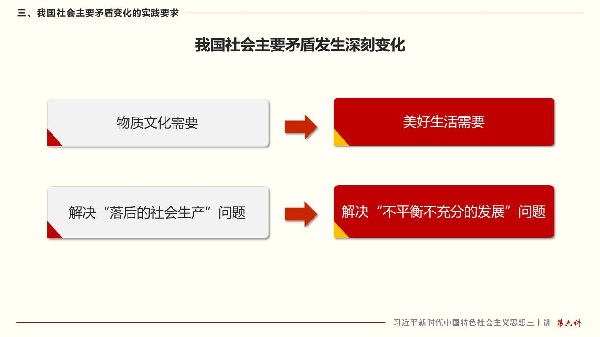 三、我国社会主要矛盾变化的实践要求
我国社会主要矛盾发生深刻变化
物质文化需要
美好生活需要
解决“落后的社会生产”问题
解决“不平衡不充分的发展”问题
习近平新时代中国特色社会主义思想三十讲
第六讲